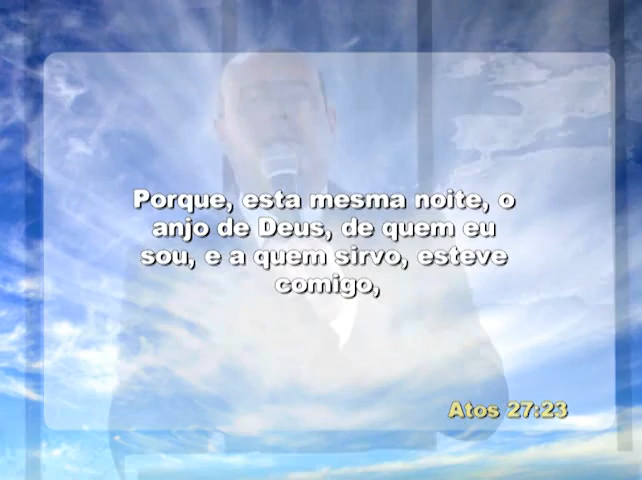 Porque, esta mesma noite, o
anjo de Deus, de quem eu
sou, e a quem sirvo, esteve
comigo,
Atos 27:23